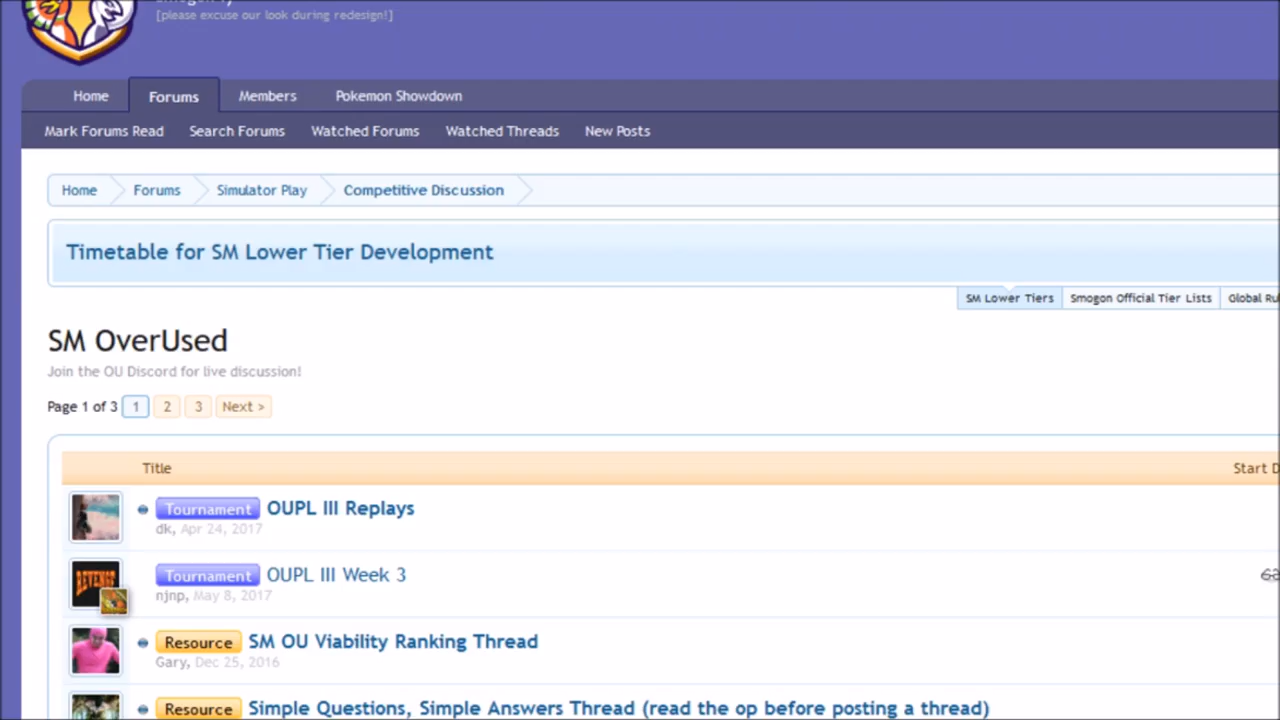 [please excuse our look during redesign!]
Home Forums Members Pokemon Showdown
Mark Forums Read Search Forums Watched Forums Watched Threads New Posts
Home Forums Simulator Play Competitive Discussion
Timetable for SM Lower Tier Development
SM Lower Tiers Smogon Official Tier Lists Global Ru
SM OverUsed
Join the OU Discord for live discussion!
Page 1 of 3 1 2 3 Next >
Title Start D
Tournament OUPL III Replays
dk, Apr 24, 2017
REVENGE
Tournament OUPL III Week 3
njnp, May 8, 2017
Resource SM OU Viability Ranking Thread
Gary, Dec 25, 2016
Resource Simple Questions, Simple Answers Thread (read the op before posting a thread)